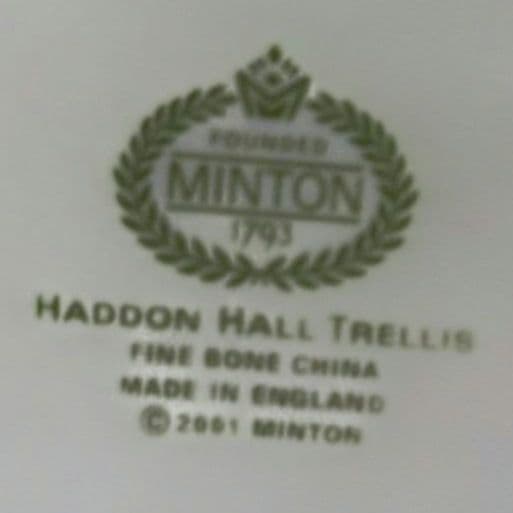 FOUNDED
MINTON
1793
HADDON HALL TRELLIS
FINE BONE CHINA
MADE IN ENGLAND
© 2001 MINTON